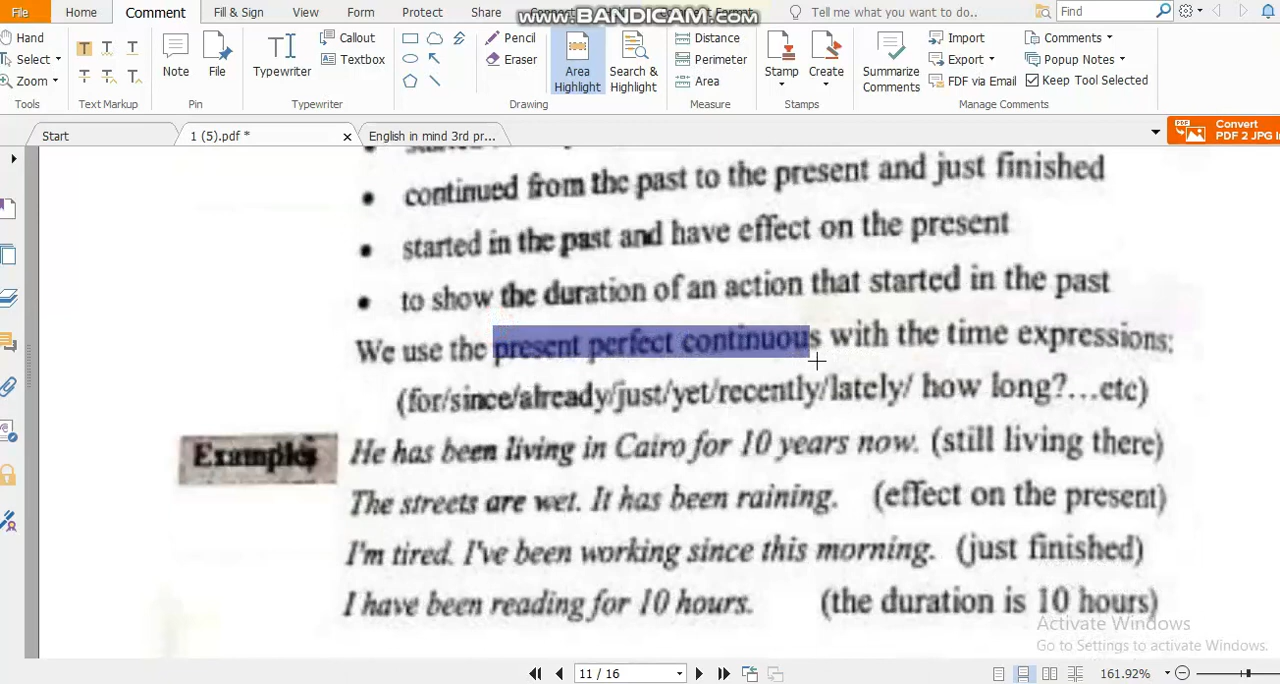 File Home Comment Fill & Sign View Form Protect Share www.BANDICAM.com Tell me what you want to do.. Find
Hand
Select
Zoom
Tools
Text Markup
Note
File
Pin
Typewriter
Callout
Textbox
Typewriter
Pencil
Eraser
Area Highlight
Search & Highlight
Drawing
Distance
Perimeter
Area
Measure
Stamp
Create
Stamps
Summarize Comments
Import
Export
FDF via Email
Comments
Popup Notes
Keep Tool Selected
Manage Comments
Start 1 (5).pdf * English in mind 3rd pr... Convert
PDF 2 JPG
• continued from the past to the present and just finished
• started in the past and have effect on the present
• to show the duration of an action that started in the past
We use the present perfect continuous with the time expressions:
(for/since/already/just/yet/recently/lately/ how long?...etc)
Examples He has been living in Cairo for 10 years now. (still living there)
The streets are wet. It has been raining. (effect on the present)
I'm tired. I've been working since this morning. (just finished)
I have been reading for 10 hours. (the duration is 10 hours)
Activate Windows
Go to Settings to activate Windows.
11 / 16 161.92%